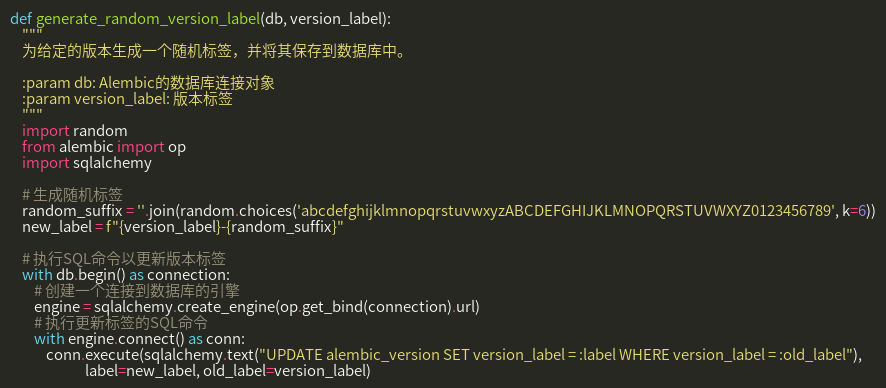 def generate_random_version_label(db, version_label):
"""
为给定的版本生成一个随机标签，并将其保存到数据库中。
:param db: Alembic的数据库连接对象
:param version_label: 版本标签
"""
import random
from alembic import op
import sqlalchemy
# 生成随机标签
random_suffix = ''.join(random.choices('abcdefghijklmnopqrstuvwxyzABCDEFGHIJKLMNOPQRSTUVWXYZ0123456789', k=6))
new_label = f"{version_label}-{random_suffix}"
# 执行SQL命令以更新版本标签
with db.begin() as connection:
# 创建一个连接到数据库的引擎
engine = sqlalchemy.create_engine(op.get_bind(connection).url)
# 执行更新标签的SQL命令
with engine.connect() as conn:
conn.execute(sqlalchemy.text("UPDATE alembic_version SET version_label = :label WHERE version_label = :old_label"),
label=new_label, old_label=version_label)